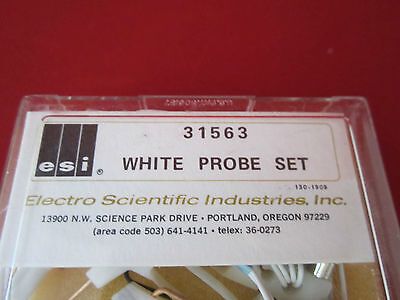 31563
esi®
WHITE PROBE SET
130-1909
Electro Scientific Industries, Inc.
13900 N.W. SCIENCE PARK DRIVE • PORTLAND, OREGON 97229
(area code 503) 641-4141 • telex: 36-0273